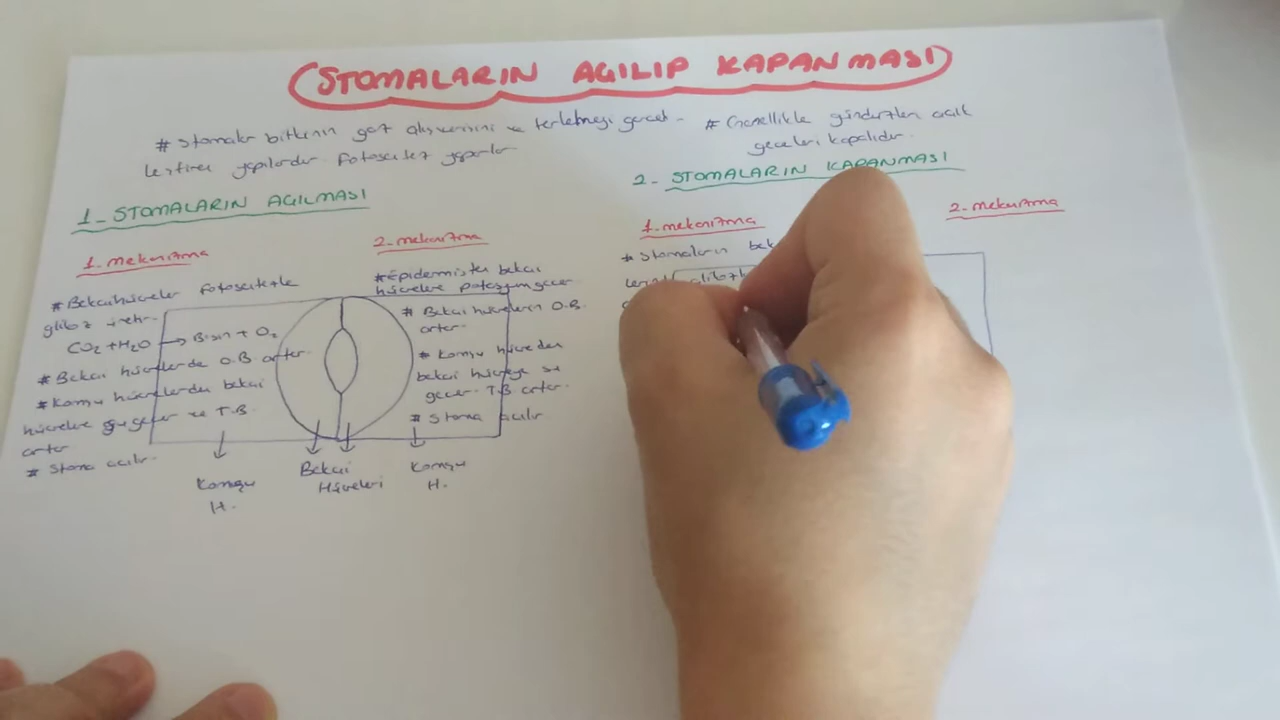 STOMALARIN AÇILIP KAPANMASI
# Stomalar bitkinin gaz alışverişini ve terlemeyi gerçek-
leştiren yapılardır fotosentez yaparlar
# Genellikle gündüzleri açık
geceleri kapalıdır.
1- STOMALARIN AÇILMASI
1. mekanizma
* Bekçi hücreler fotosentezle
glikoz üretir.
CO2 + H2O → Besin + O2
* Bekçi hücrelerde O.B. artar.
* Komşu hücrelerden bekçi
hücrelere su geçer ve T.B.
artar
* Stoma açılır.
2- mekanizma
* Epidermisten bekçi
hücrelere potasyum geçer
* Bekçi hücrelerin O.B.
artar.
* Komşu hücreden
bekçi hücreye su
geçer. T.B artar.
* Stoma açılır
Komşu
H.
Bekçi
Hücreleri
Komşu
H.
2- STOMALARIN KAPANMASI
1. mekanizma
* Stomaların
2- mekanizma